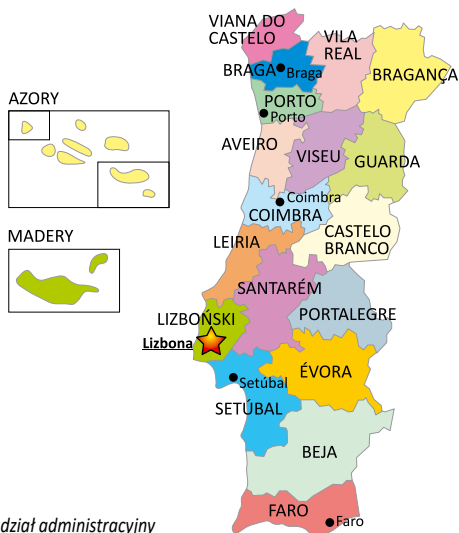 VIANA DO
CASTELO
VILA
REAL
BRAGA
Braga
BRAGANÇA
AZORY
PORTO
Porto
AVEIRO
VISEU
GUARDA
Coimbra
COIMBRA
CASTELO
BRANCO
MADERY
LEIRIA
SANTARÉM
LIZBOŃSKI
PORTALEGRE
Lizbona
ÉVORA
Setúbal
SETÚBAL
BEJA
FARO
Faro
dział administracyjny